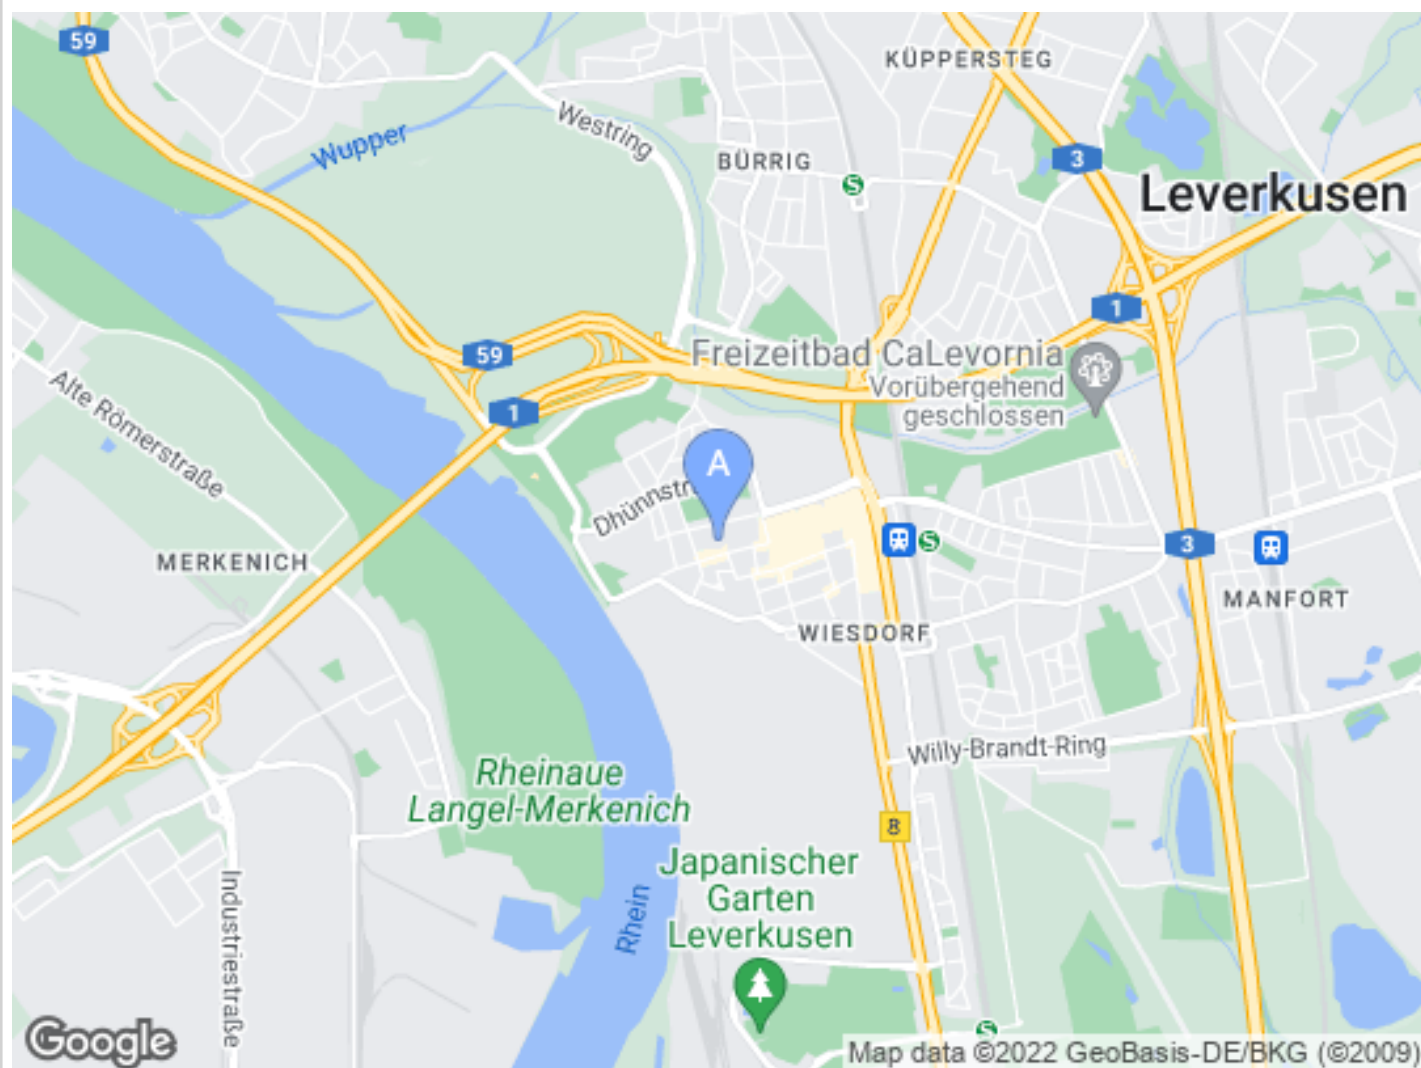 59
KÜPPERSTEG
Westring
Wupper
BÜRRIG
S
3
Leverkusen
1
59
Freizeitbad CaLevornia
Vorübergehend
geschlossen
1
Alte Römerstraße
A
Dhünnstr
S
3
MERKENICH
MANFORT
WIESDORF
Willy-Brandt-Ring
Rheinaue
Langel-Merkenich
8
Japanischer
Garten
Leverkusen
Rhein
Industriestraße
S
Google
Map data ©2022 GeoBasis-DE/BKG (©2009)